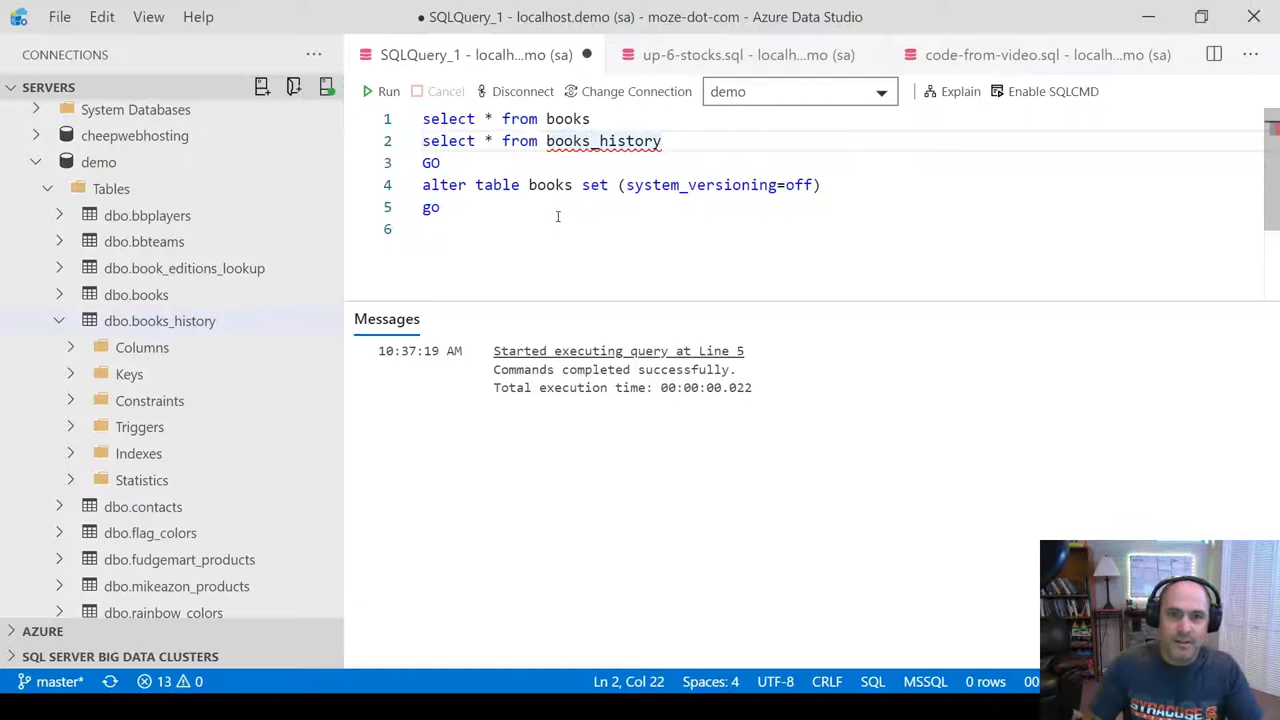 File Edit View Help
● SQLQuery_1 - localhost.demo (sa) - moze-dot-com - Azure Data Studio
CONNECTIONS
SQLQuery_1 - localh...mo (sa)
up-6-stocks.sql - localh...mo (sa)
code-from-video.sql - localh...mo (sa)
SERVERS
Run Cancel Disconnect Change Connection demo Explain Enable SQLCMD
System Databases
cheepwebhosting
demo
Tables
dbo.bbplayers
dbo.bbteams
dbo.book_editions_lookup
dbo.books
dbo.books_history
Columns
Keys
Constraints
Triggers
Indexes
Statistics
dbo.contacts
dbo.flag_colors
dbo.fudgemart_products
dbo.mikeazon_products
dbo.rainbow_colors
AZURE
SQL SERVER BIG DATA CLUSTERS
1 select * from books
2 select * from books_history
3 GO
4 alter table books set (system_versioning=off)
5 go
6
Messages
10:37:19 AM Started executing query at Line 5
Commands completed successfully.
Total execution time: 00:00:00.022
master* 13 0 Ln 2, Col 22 Spaces: 4 UTF-8 CRLF SQL MSSQL 0 rows 00
SYRACUSE